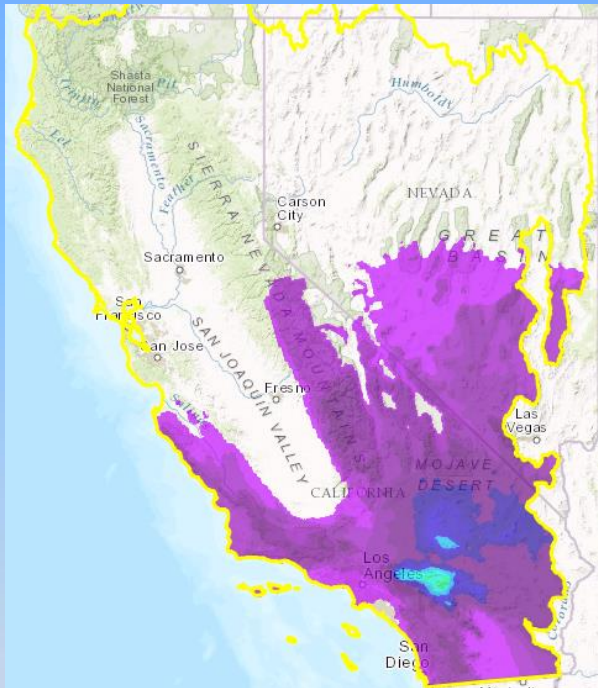 Shasta
National
Forest
Pit
Trinity
Eel
Sacramento
Feather
Humboldt
SIERRA NEVADA MOUNTAINS
NEVADA
Carson
City
GREAT
BASIN
Sacramento
San
Francisco
San Jose
SAN JOAQUIN VALLEY
Fresno
Las
Vegas
MOJAVE
DESERT
CALIFORNIA
Los
Angeles
San
Diego